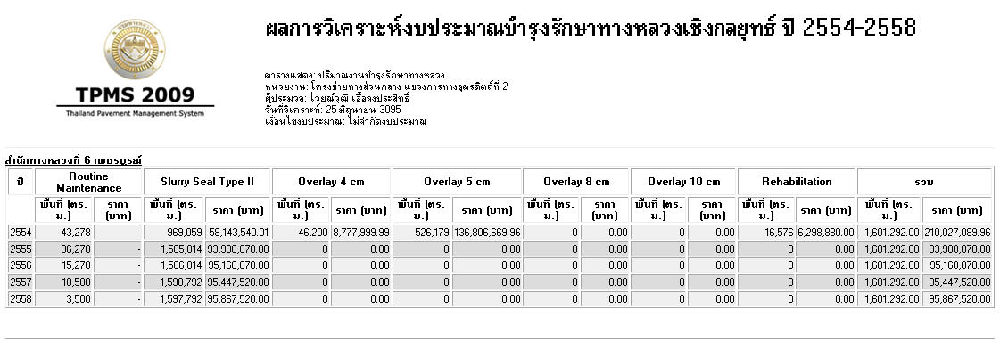 ผลการวิเคราะห์งบประมาณบำรุงรักษาทางหลวงเชิงกลยุทธ์ ปี 2554-2558
TPMS 2009
Thailand Pavement Management System
ตารางแสดง: ปริมาณงานบำรุงรักษาทางหลวง
หน่วยงาน: โครงข่ายทางส่วนกลาง แขวงการทางอุตรดิตถ์ที่ 2
ผู้ประมวล: ไวยณ์วุฒิ เอื้อจงประสิทธิ์
วันที่วิเคราะห์: 25 มิถุนายน 3095
เงื่อนไขงบประมาณ: ไม่จำกัดงบประมาณ
สำนักทางหลวงที่ 6 เพชรบูรณ์
ปี Routine Maintenance Slurry Seal Type II Overlay 4 cm Overlay 5 cm Overlay 8 cm Overlay 10 cm Rehabilitation รวม
พื้นที่ (ตร.ม.) ราคา (บาท) พื้นที่ (ตร.ม.) ราคา (บาท) พื้นที่ (ตร.ม.) ราคา (บาท) พื้นที่ (ตร.ม.) ราคา (บาท) พื้นที่ (ตร.ม.) ราคา (บาท) พื้นที่ (ตร.ม.) ราคา (บาท) พื้นที่ (ตร.ม.) ราคา (บาท) พื้นที่ (ตร.ม.) ราคา (บาท)
2554 43,278 - 969,059 58,143,540.01 46,200 8,777,999.99 526,179 136,806,669.96 0 0.00 0 0.00 16,576 6,298,880.00 1,601,292.00 210,027,089.96
2555 36,278 - 1,565,014 93,900,870.00 0 0.00 0 0.00 0 0.00 0 0.00 0 0.00 1,601,292.00 93,900,870.00
2556 15,278 - 1,586,014 95,160,870.00 0 0.00 0 0.00 0 0.00 0 0.00 0 0.00 1,601,292.00 95,160,870.00
2557 10,500 - 1,590,792 95,447,520.00 0 0.00 0 0.00 0 0.00 0 0.00 0 0.00 1,601,292.00 95,447,520.00
2558 3,500 - 1,597,792 95,867,520.00 0 0.00 0 0.00 0 0.00 0 0.00 0 0.00 1,601,292.00 95,867,520.00